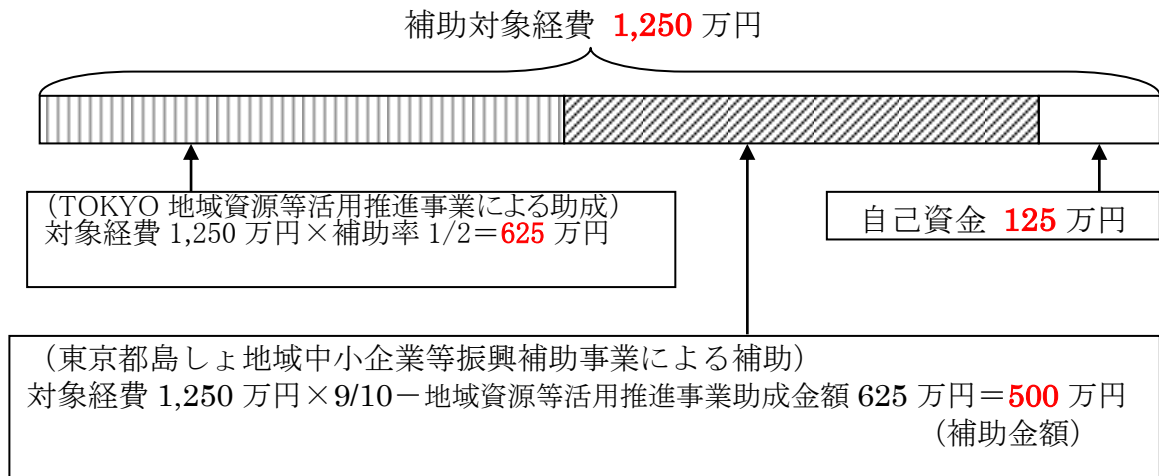 補助対象経費 1,250 万円
(TOKYO 地域資源等活用推進事業による助成)
対象経費 1,250 万円×補助率 1/2=625 万円
自己資金 125 万円
(東京都島しょ地域中小企業等振興補助事業による補助)
対象経費 1,250 万円×9/10-地域資源等活用推進事業助成金額 625 万円=500 万円
(補助金額)